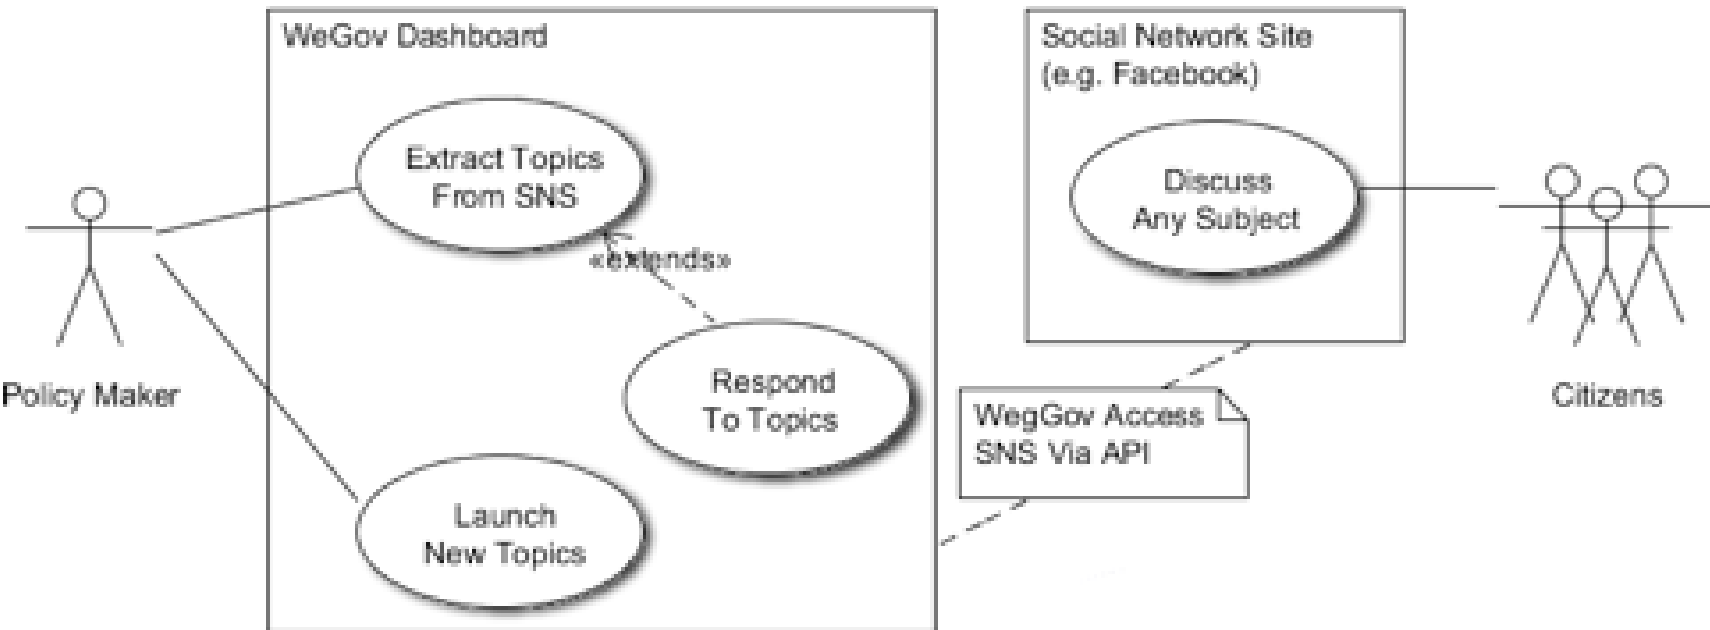 WeGov Dashboard
Extract Topics
From SNS
«extends»
Respond
To Topics
Launch
New Topics
Policy Maker
Social Network Site
(e.g. Facebook)
Discuss
Any Subject
WegGov Access
SNS Via API
Citizens